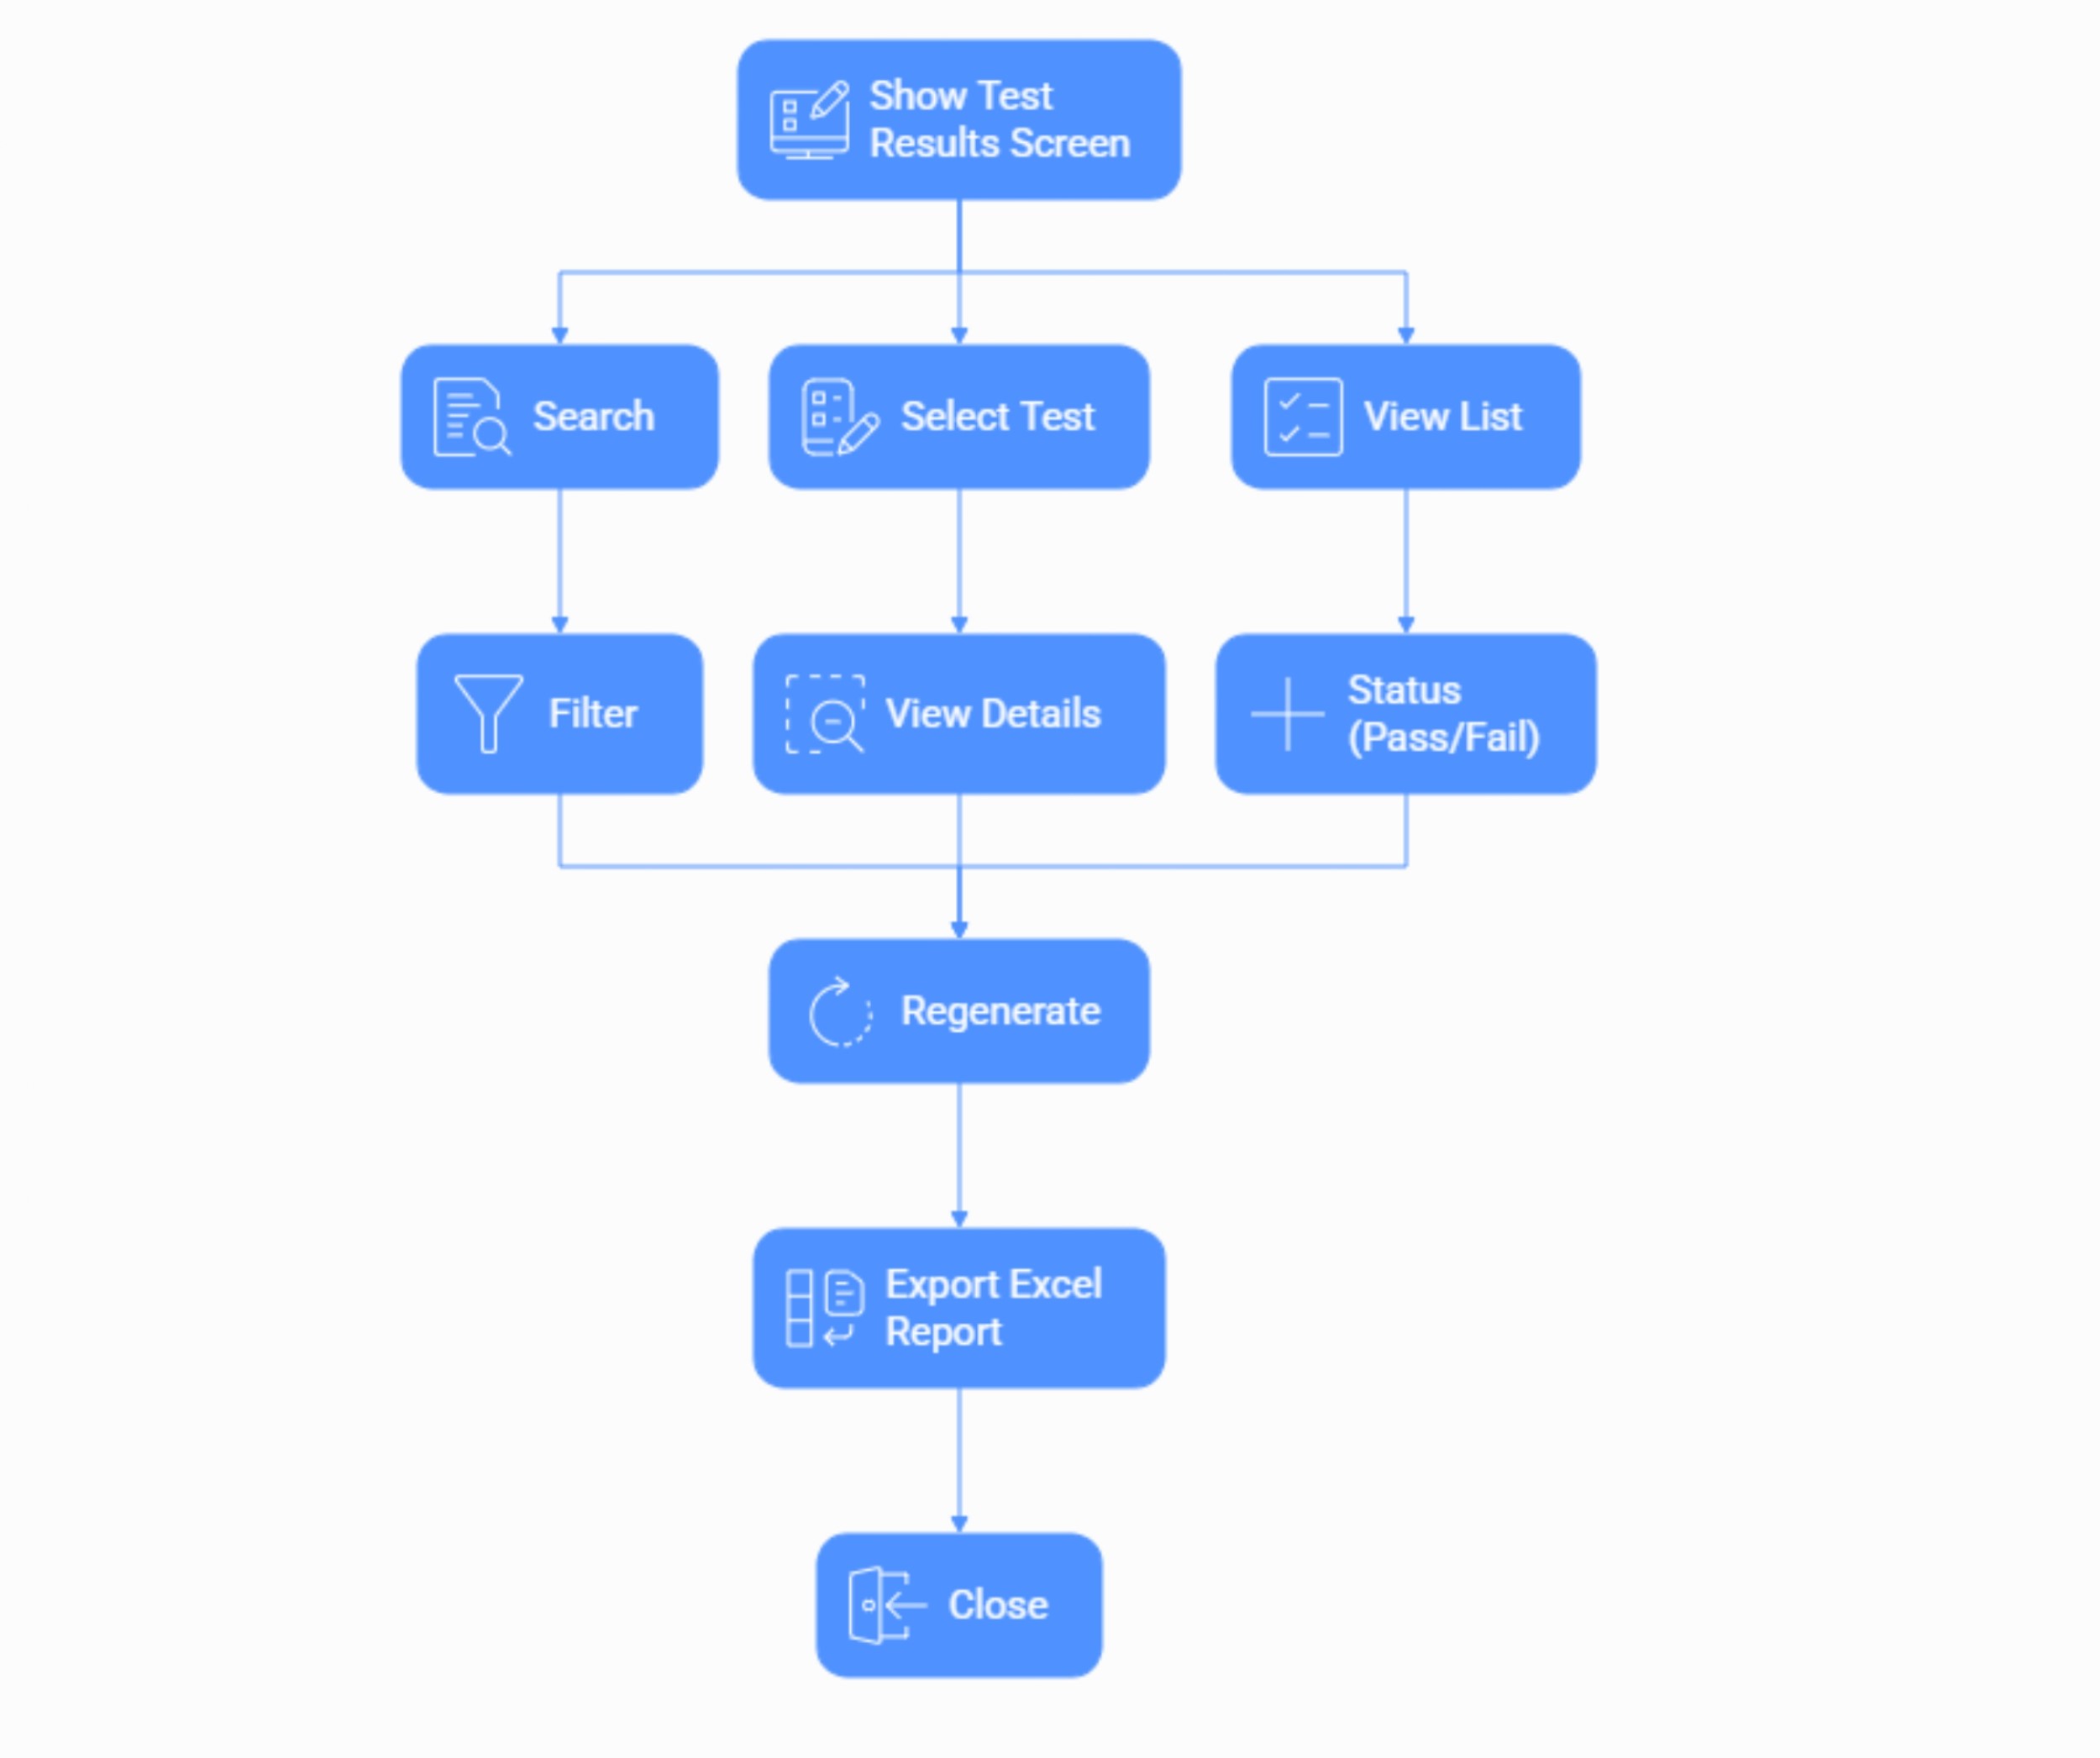 Show Test
Results Screen
Search
Select Test
View List
Filter
View Details
Status
(Pass/Fail)
Regenerate
Export Excel
Report
Close